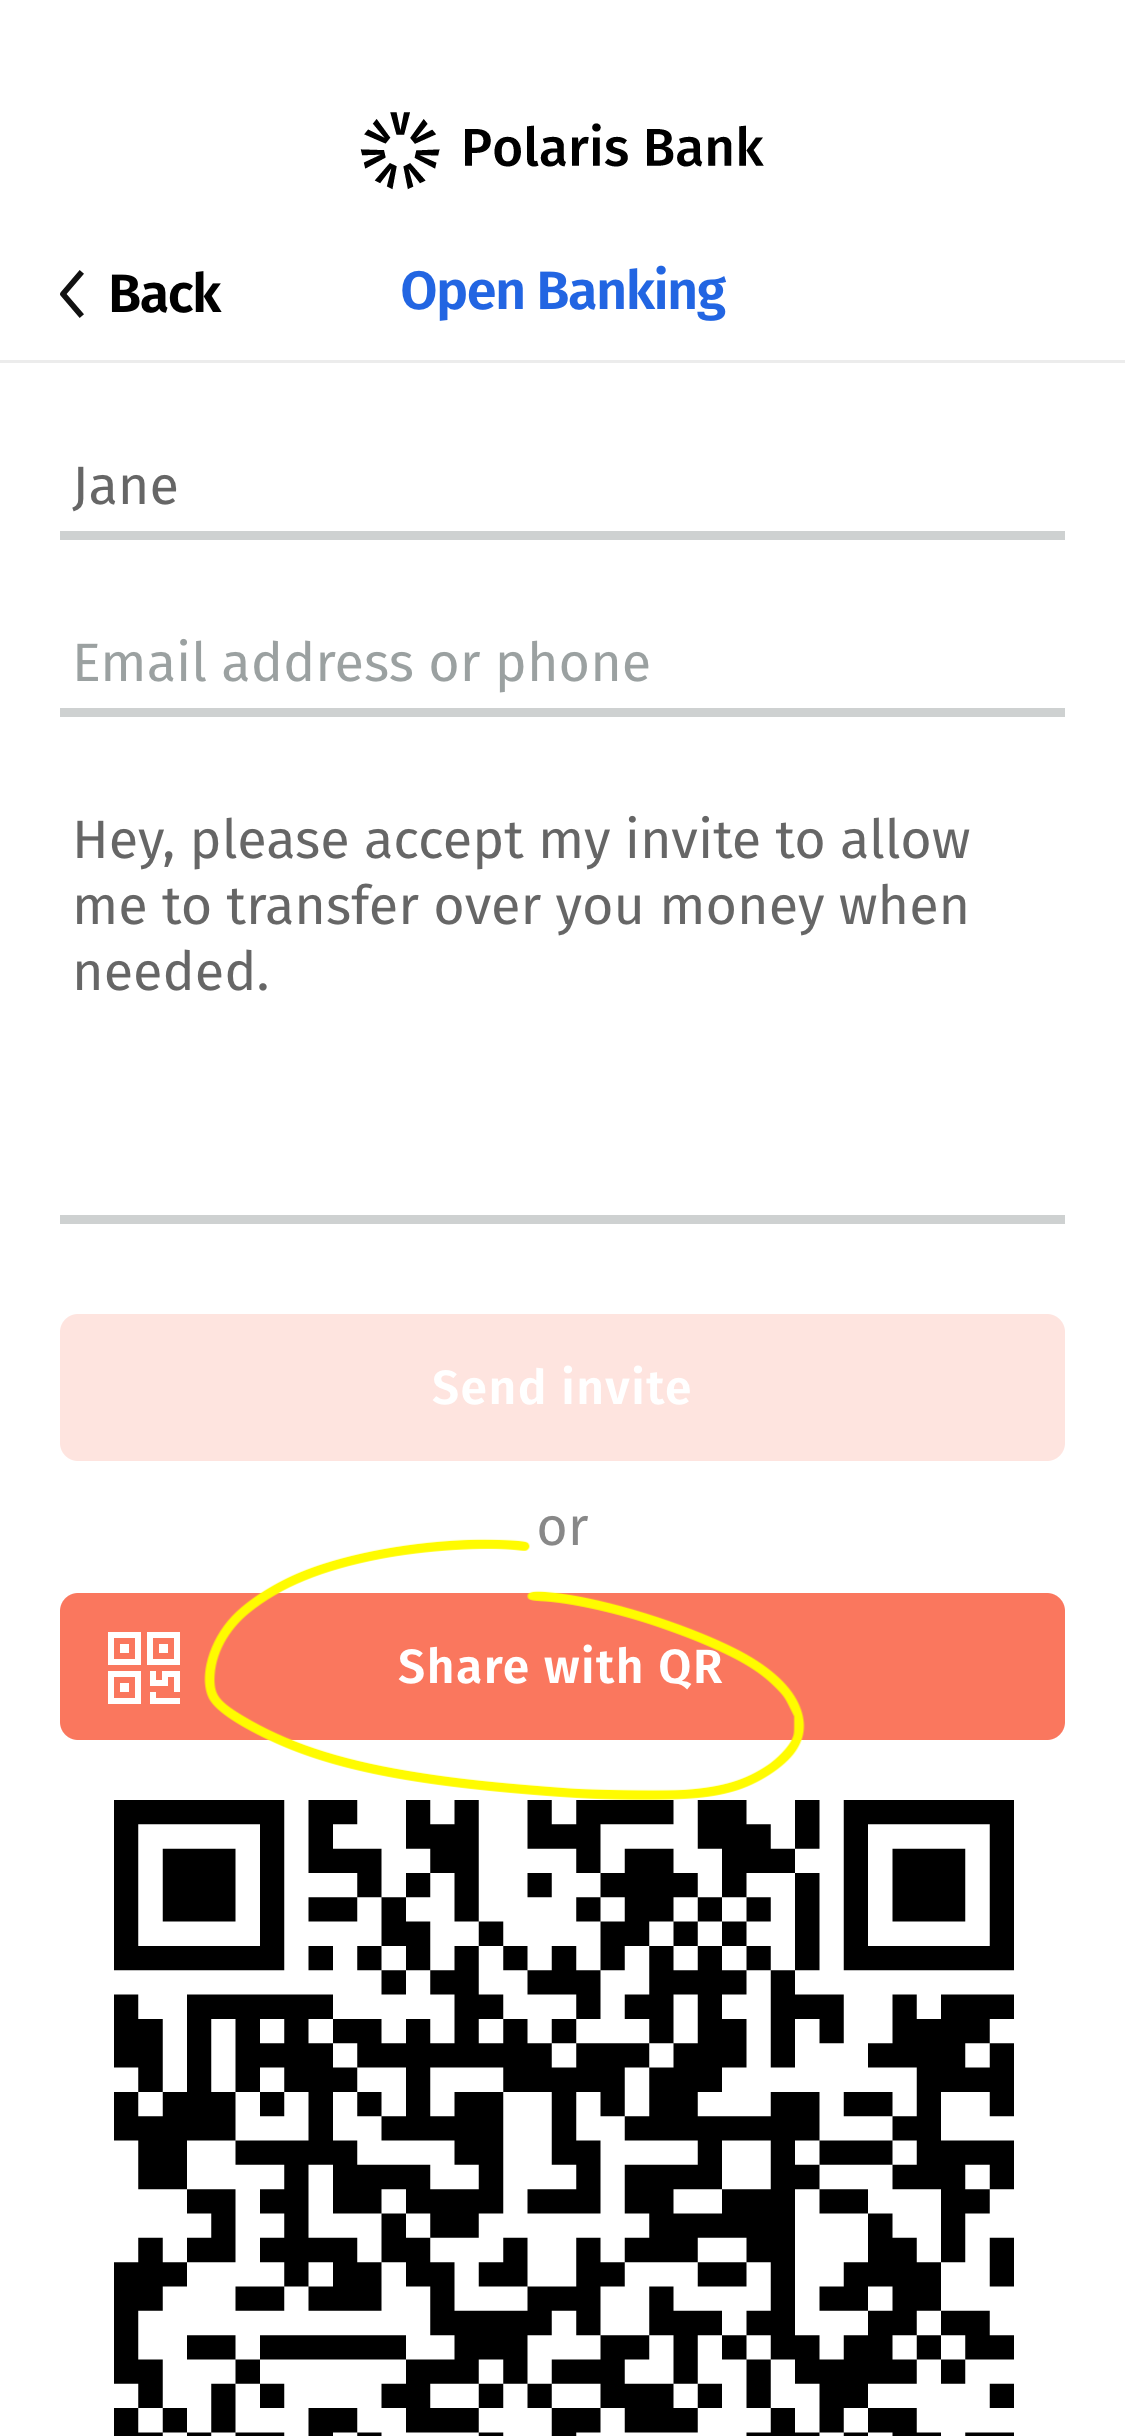 Polaris Bank
Back
Open Banking
Jane
Email address or phone
Hey, please accept my invite to allow
me to transfer over you money when
needed.
Send invite
or
Share with QR